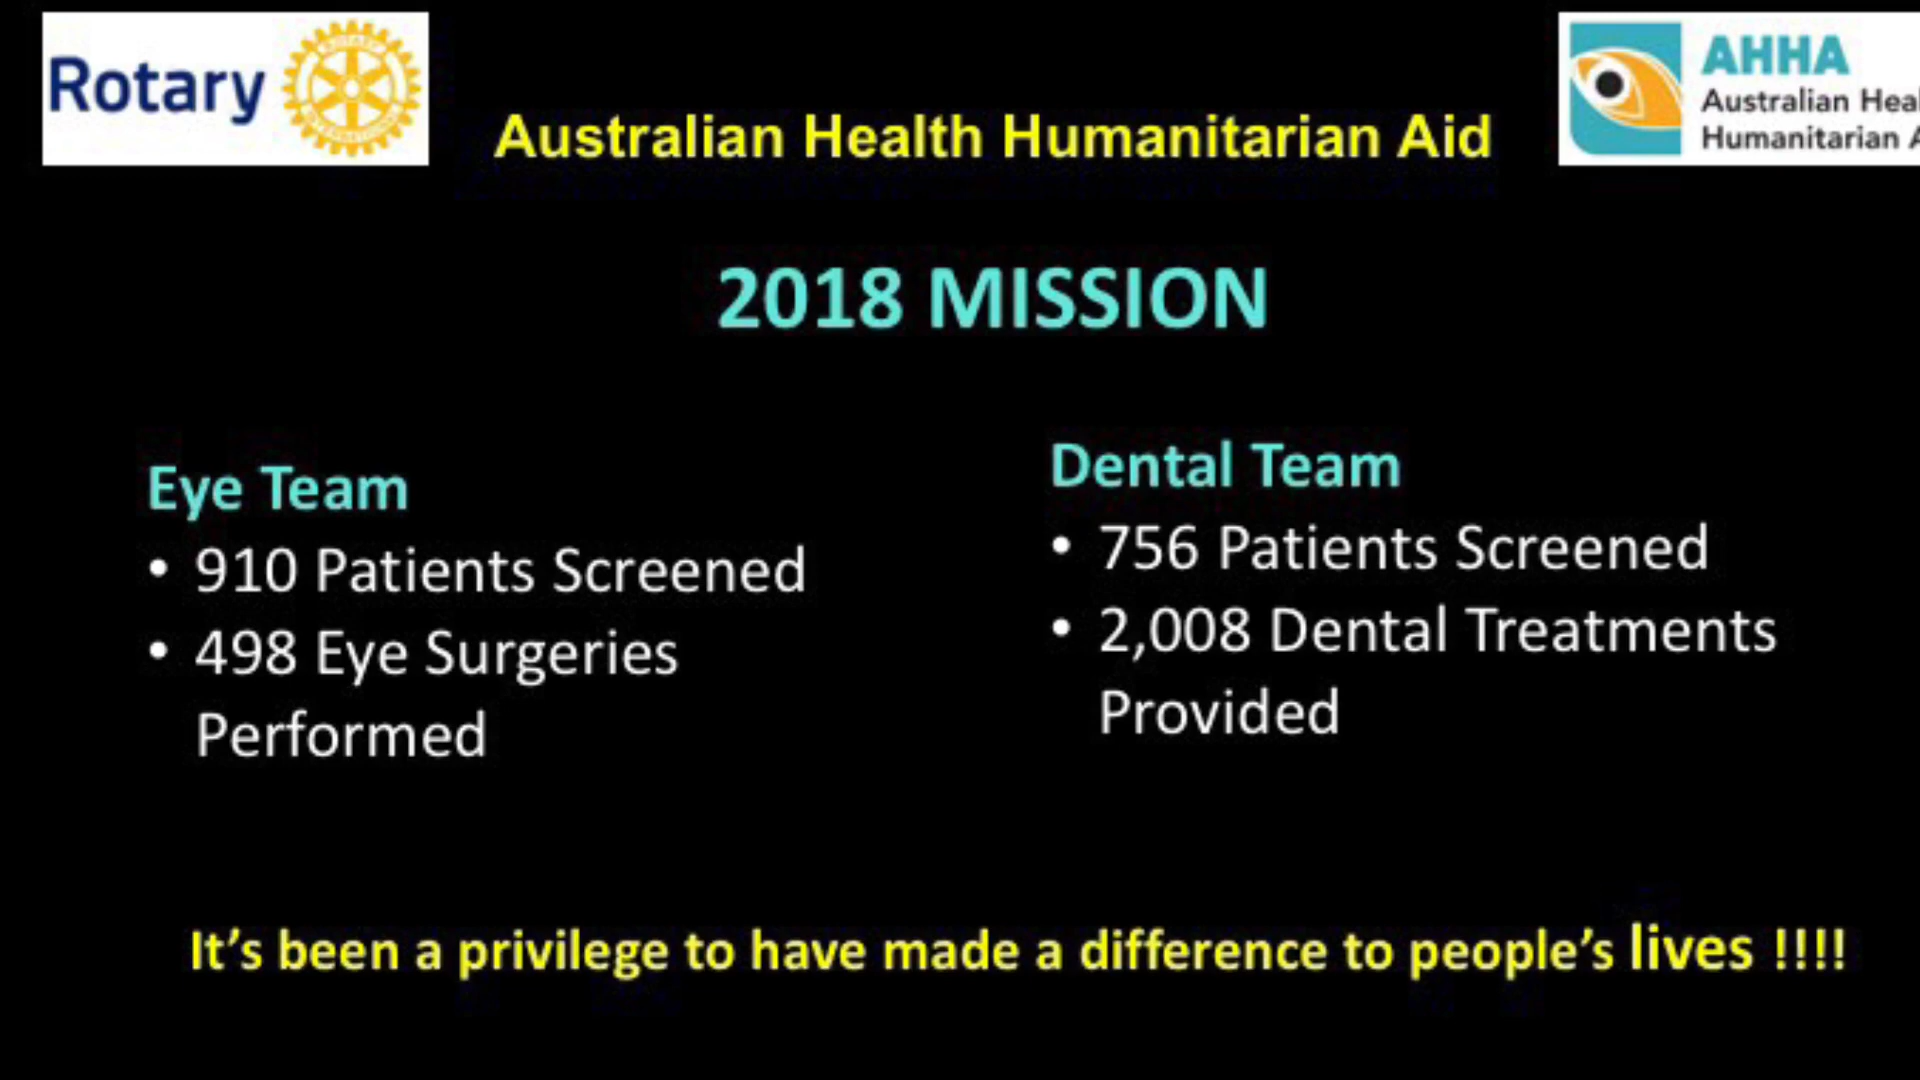 Rotary
ROTARY
INTERNATIONAL
Australian Health Humanitarian Aid
AHHA
Australian Heal
Humanitarian A
2018 MISSION
Eye Team
• 910 Patients Screened
• 498 Eye Surgeries
Performed
Dental Team
• 756 Patients Screened
• 2,008 Dental Treatments
Provided
It’s been a privilege to have made a difference to people’s lives !!!!